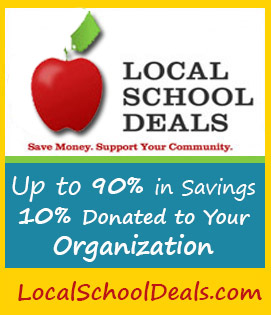 LOCAL
SCHOOL
DEALS
Save Money. Support Your Community.
Up to 90% in Savings
10% Donated to Your
Organization
LocalSchoolDeals.com